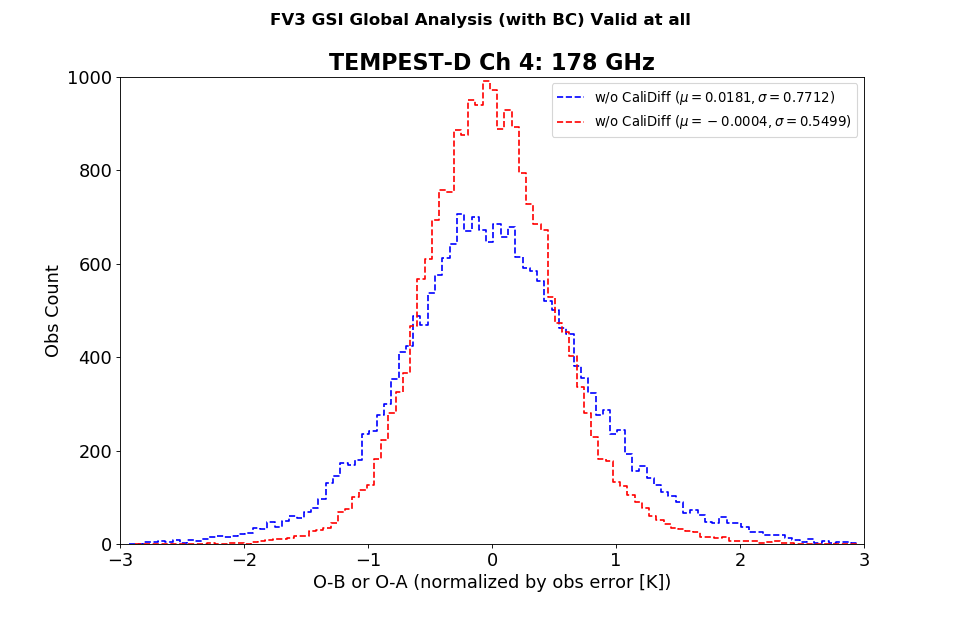 FV3 GSI Global Analysis (with BC) Valid at all
TEMPEST-D Ch 4: 178 GHz
w/o CaliDiff (μ = 0.0181, σ = 0.7712)
w/o CaliDiff (μ = −0.0004, σ = 0.5499)
1000
800
600
400
200
0
Obs Count
−3 −2 −1 0 1 2 3
O-B or O-A (normalized by obs error [K])